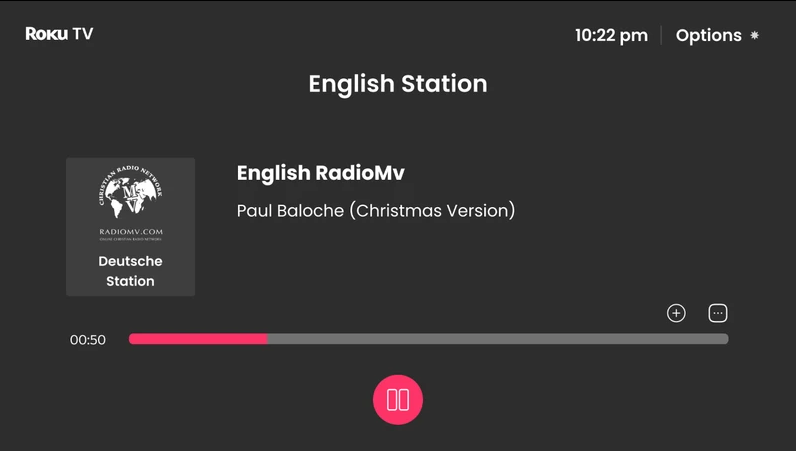 Roku TV
10:22 pm
Options
English Station
CHRISTIAN RADIO NETWORK
MV
RADIOMV.COM
ONLINE CHRISTIAN RADIO NETWORK
Deutsche
Station
English RadioMv
Paul Baloche (Christmas Version)
00:50